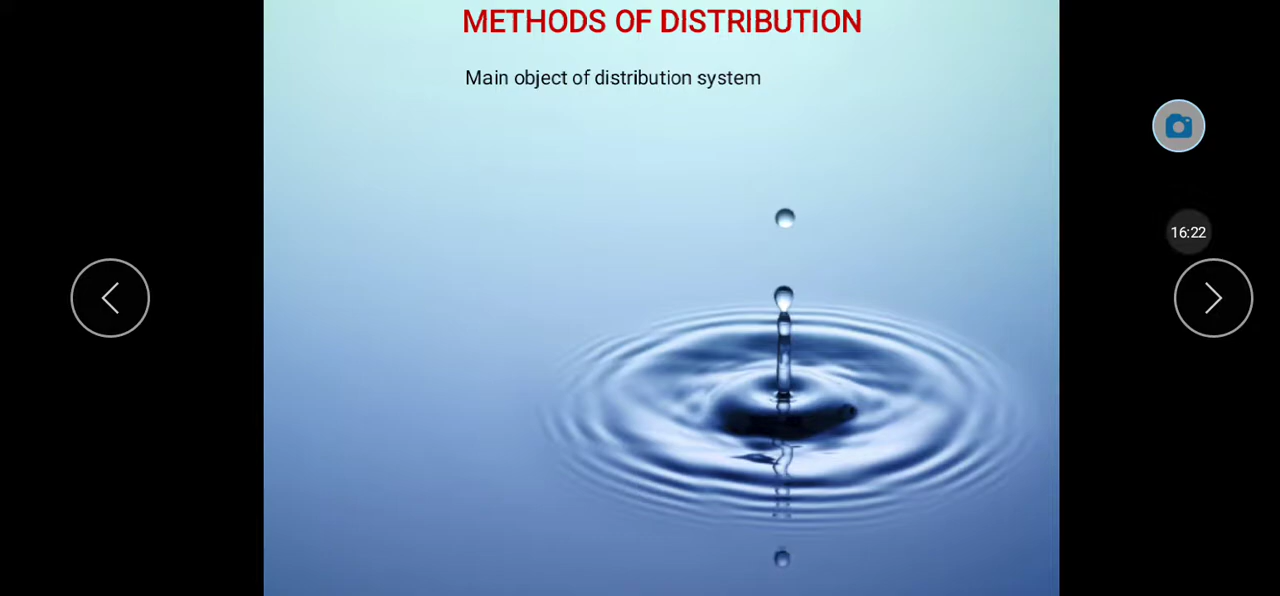 METHODS OF DISTRIBUTION
Main object of distribution system
16:22